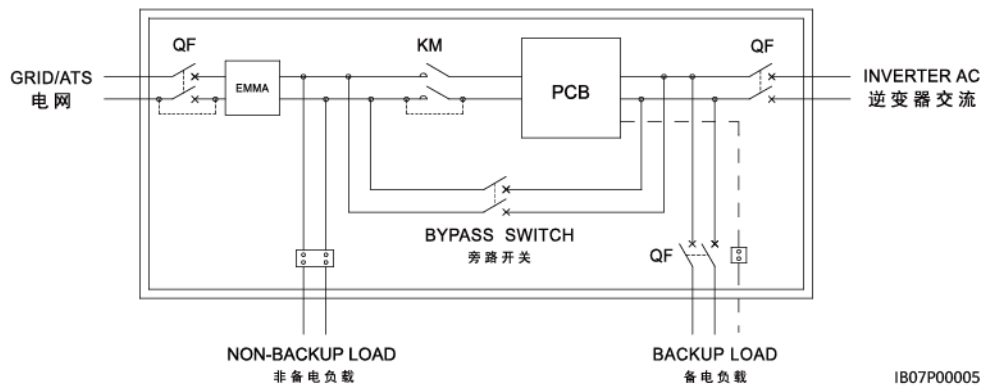 QF
KM
QF
GRID/ATS
电网
EMMA
PCB
INVERTER AC
逆变器交流
BYPASS SWITCH
旁路开关
QF
NON-BACKUP LOAD
非备电负载
BACKUP LOAD
备电负载
IB07P00005